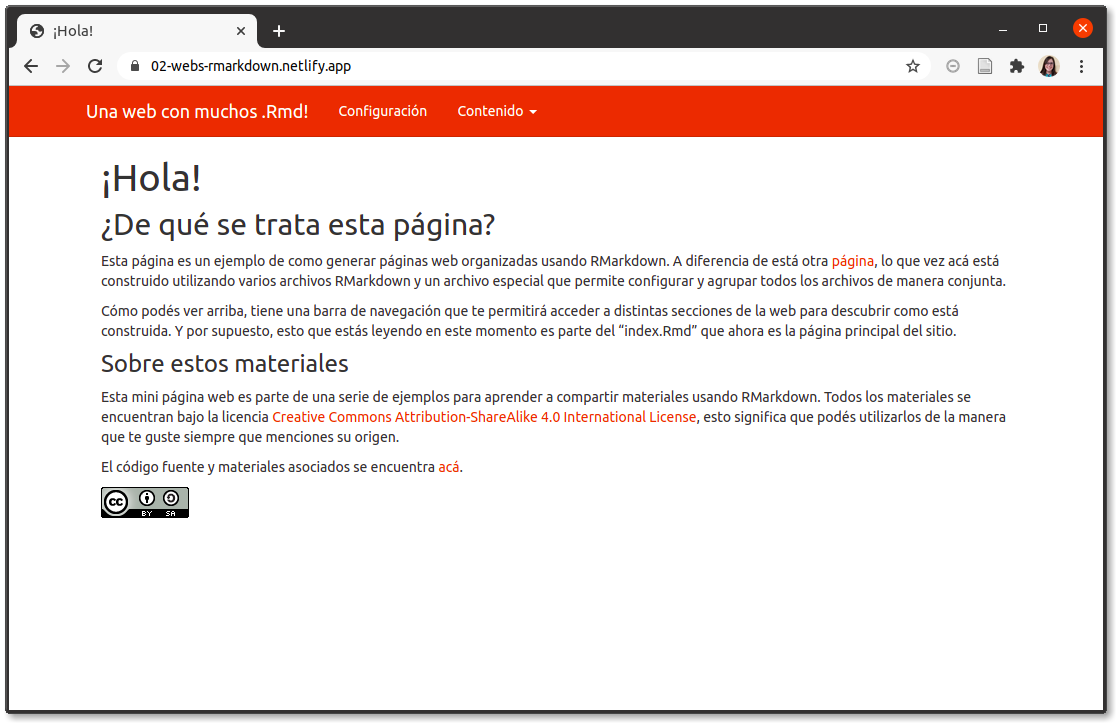 ¡Hola!
02-webs-rmarkdown.netlify.app
Una web con muchos .Rmd! Configuración Contenido
¡Hola!
¿De qué se trata esta página?
Esta página es un ejemplo de como generar páginas web organizadas usando RMarkdown. A diferencia de está otra página, lo que vez acá está
construido utilizando varios archivos RMarkdown y un archivo especial que permite configurar y agrupar todos los archivos de manera conjunta.
Cómo podés ver arriba, tiene una barra de navegación que te permitirá acceder a distintas secciones de la web para descubrir como está
construida. Y por supuesto, esto que estás leyendo en este momento es parte del “index.Rmd” que ahora es la página principal del sitio.
Sobre estos materiales
Esta mini página web es parte de una serie de ejemplos para aprender a compartir materiales usando RMarkdown. Todos los materiales se
encuentran bajo la licencia Creative Commons Attribution-ShareAlike 4.0 International License, esto significa que podés utilizarlos de la manera
que te guste siempre que menciones su origen.
El código fuente y materiales asociados se encuentra acá.
cc BY SA